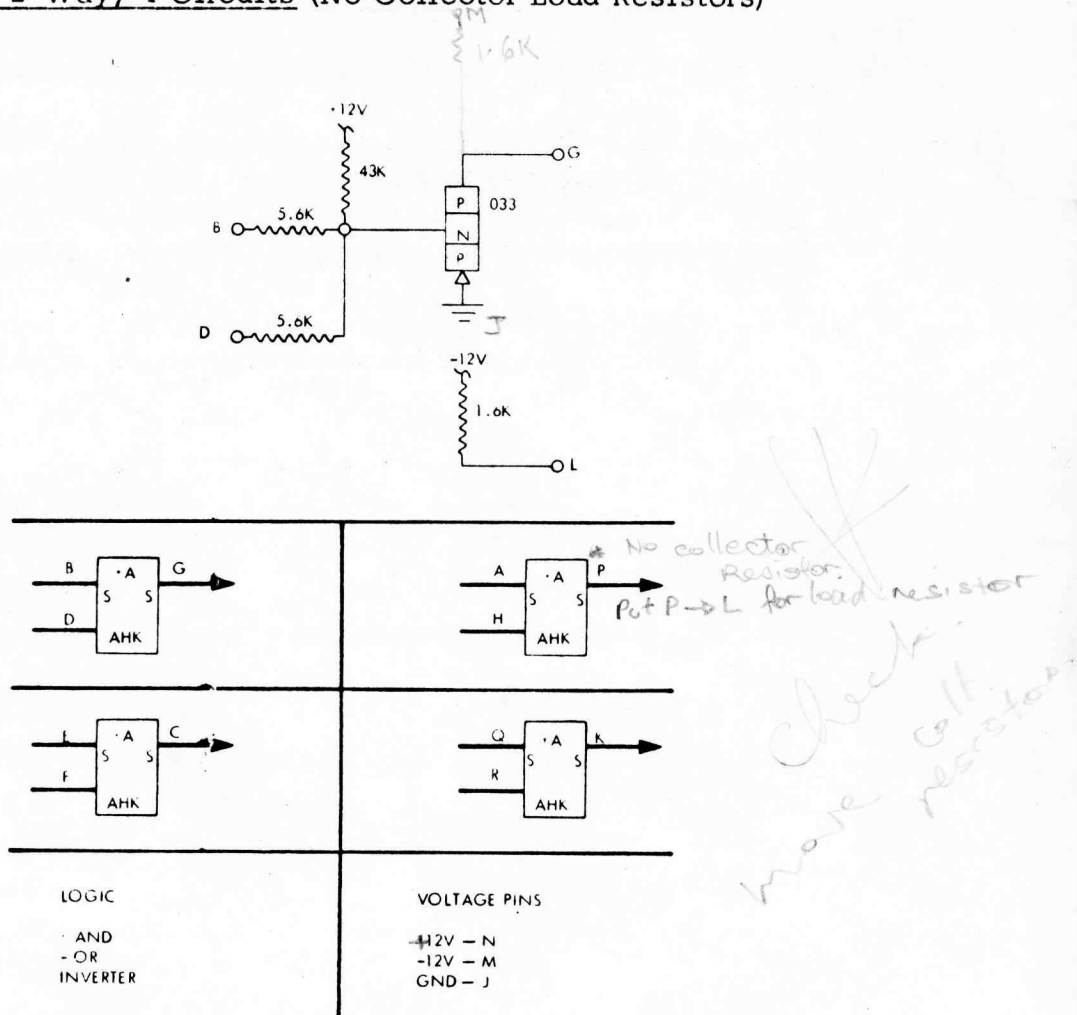 2 Way, 4 Circuits (No Collector Load Resistors)
PM
1.6K
+12V
43K
G
P 033
B 5.6K
N
P
D 5.6K
J
-12V
1.6K
L
B +A G
S S
D
AHK
A +A P
S S
H
AHK
* No collector
Resistor.
Put P → L for load resistor
E +A C
S S
F
AHK
Q +A K
S S
R
AHK
Check
more coll.
resistor
LOGIC
+ AND
- OR
INVERTER
VOLTAGE PINS
+12V — N
-12V — M
GND — J